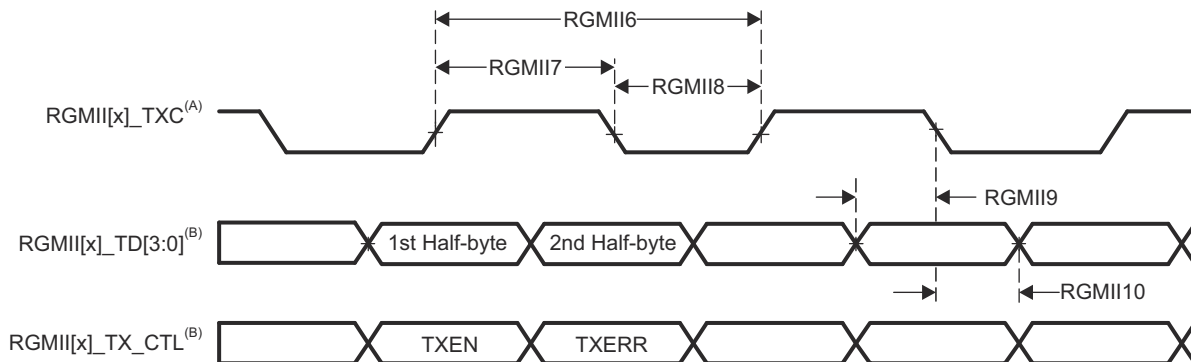 RGMII6
RGMII7
RGMII8
RGMII[x]_TXC(A)
RGMII9
RGMII[x]_TD[3:0](B)
1st Half-byte
2nd Half-byte
RGMII10
RGMII[x]_TX_CTL(B)
TXEN
TXERR